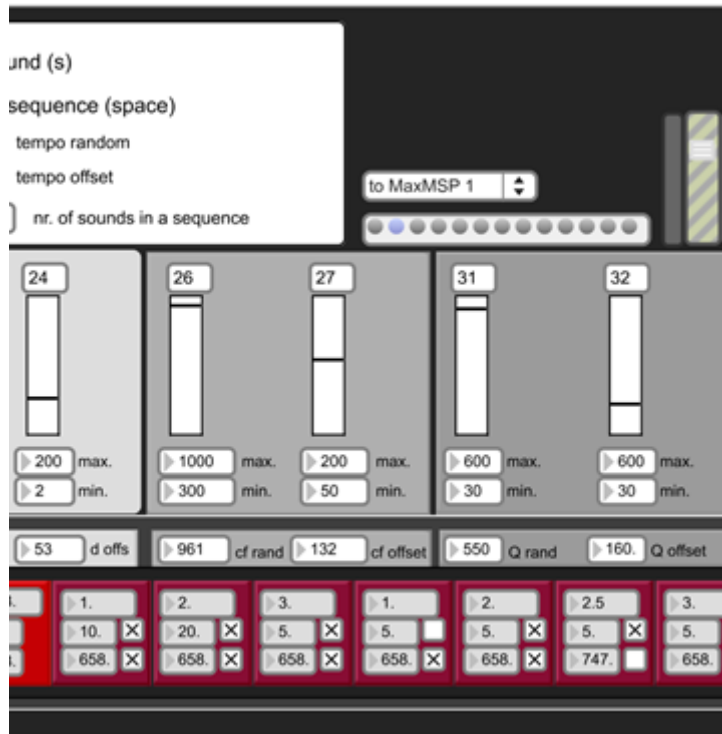 und (s)
sequence (space)
tempo random
tempo offset
to MaxMSP 1
nr. of sounds in a sequence
24 26 27 31 32
200 max. 1000 max. 200 max. 600 max. 600 max.
2 min. 300 min. 50 min. 30 min. 30 min.
53 d offs 961 cf rand 132 cf offset 550 Q rand 160. Q offset
1. 2. 3. 1. 2. 2.5 3.
10. 20. 5. 5. 5. 5. 5.
658. 658. 658. 658. 658. 747. 658.